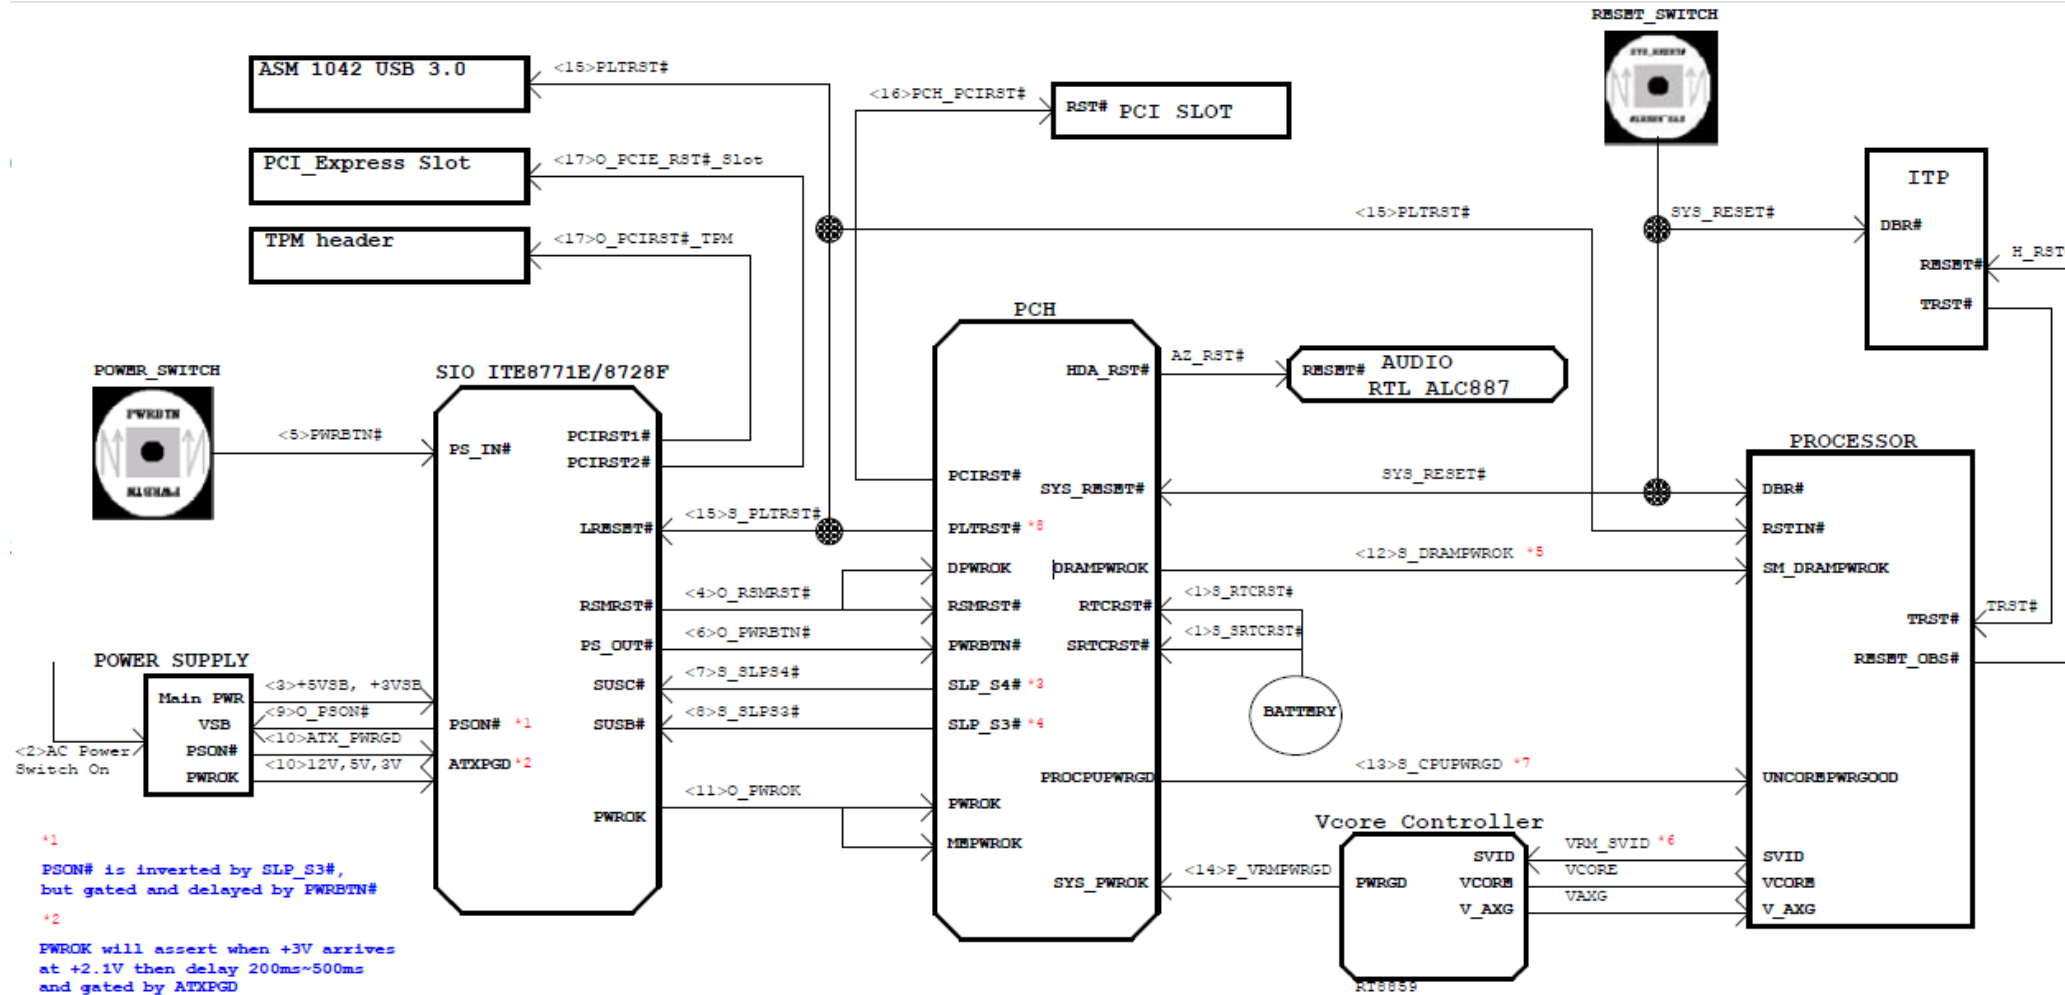 RESET_SWITCH
SYS_RESET#
ASM 1042 USB 3.0
<15>PLTRST#
<16>PCH_PCIRST#
RST# PCI SLOT
PCI_Express Slot
<17>O_PCIE_RST#_Slot
ITP
<15>PLTRST#
SYS_RESET#
DBR#
TPM header
<17>O_PCIRST#_TPM
RESET#
H_RST
TRST#
PCH
POWER_SWITCH
PWRBTN
SIO ITE8771E/8728F
HDA_RST#
AZ_RST#
RESET# AUDIO
RTL ALC887
<5>PWRBTN#
PS_IN#
PCIRST1#
PCIRST2#
PROCESSOR
PCIRST#
SYS_RESET#
SYS_RESET#
DBR#
LRESET#
<15>S_PLTRST#
PLTRST# *8
RSTIN#
DPWROK
DRAMPWROK
<12>S_DRAMPWROK *5
SM_DRAMPWROK
RSMRST#
<4>O_RSMRST#
RSMRST#
RTCRST#
<1>S_RTCRST#
TRST#
TRST#
PS_OUT#
<6>O_PWRBTN#
PWRBTN#
SRTCRST#
<1>S_SRTCRST#
RESET_OBS#
POWER SUPPLY
SUSC#
<7>S_SLPS4#
SLP_S4# *3
BATTERY
Main PWR
<3>+5VSB, +3VSB
VSB
<9>O_PSON#
PSON# *1
SUSB#
<8>S_SLPS3#
SLP_S3# *4
<2>AC Power
Switch On
PSON#
<10>ATX_PWRGD
PWROK
<10>12V,5V,3V
ATXPGD *2
PROCPUPWRGD
<13>S_CPUPWRGD *7
UNCOREPWRGOOD
PWROK
<11>O_PWROK
PWROK
MEPWROK
Vcore Controller
SVID
VRM_SVID *6
SVID
SYS_PWROK
<14>P_VRMPWRGD
PWRGD
VCORE
VCORE
VCORE
V_AXG
VAXG
V_AXG
RT8859
*1
PSON# is inverted by SLP_S3#,
but gated and delayed by PWRBTN#
*2
PWROK will assert when +3V arrives
at +2.1V then delay 200ms~500ms
and gated by ATXPGD